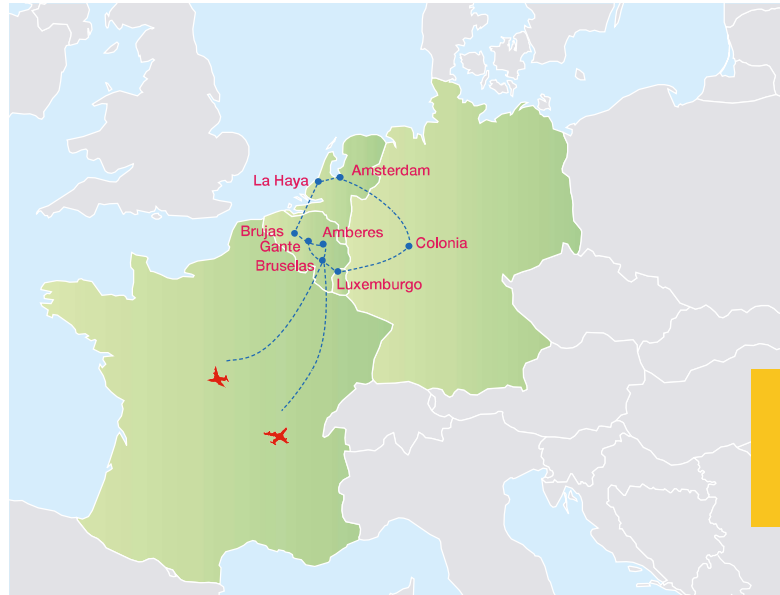 Amsterdam
La Haya
Brujas
Amberes
Gante
Colonia
Bruselas
Luxemburgo